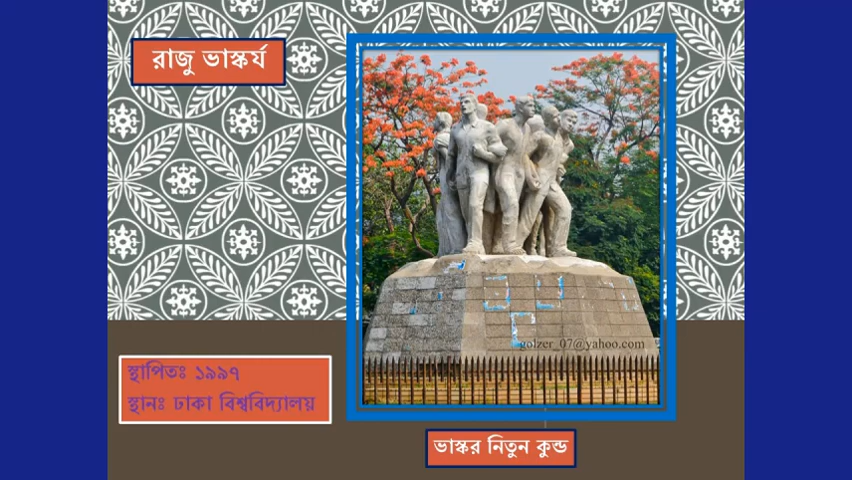 রাজু ভাস্কর্য
golzer_07@yahoo.com
স্থাপিতঃ ১৯৯৭
স্থানঃ ঢাকা বিশ্ববিদ্যালয়
ভাস্কর নিতুন কুন্ড